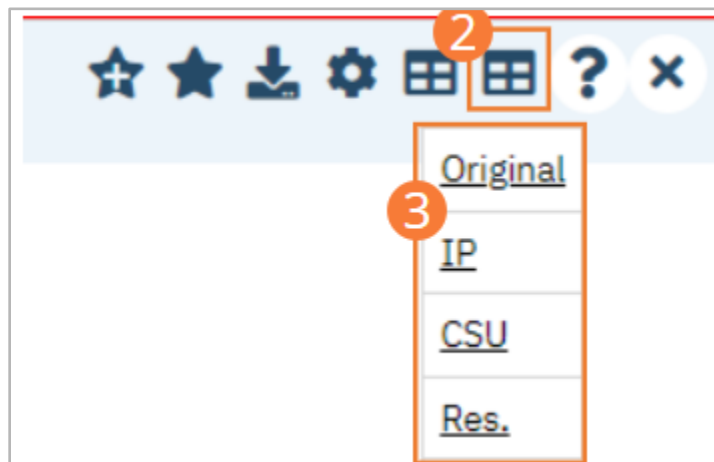 2
?
3
Original
IP
CSU
Res.